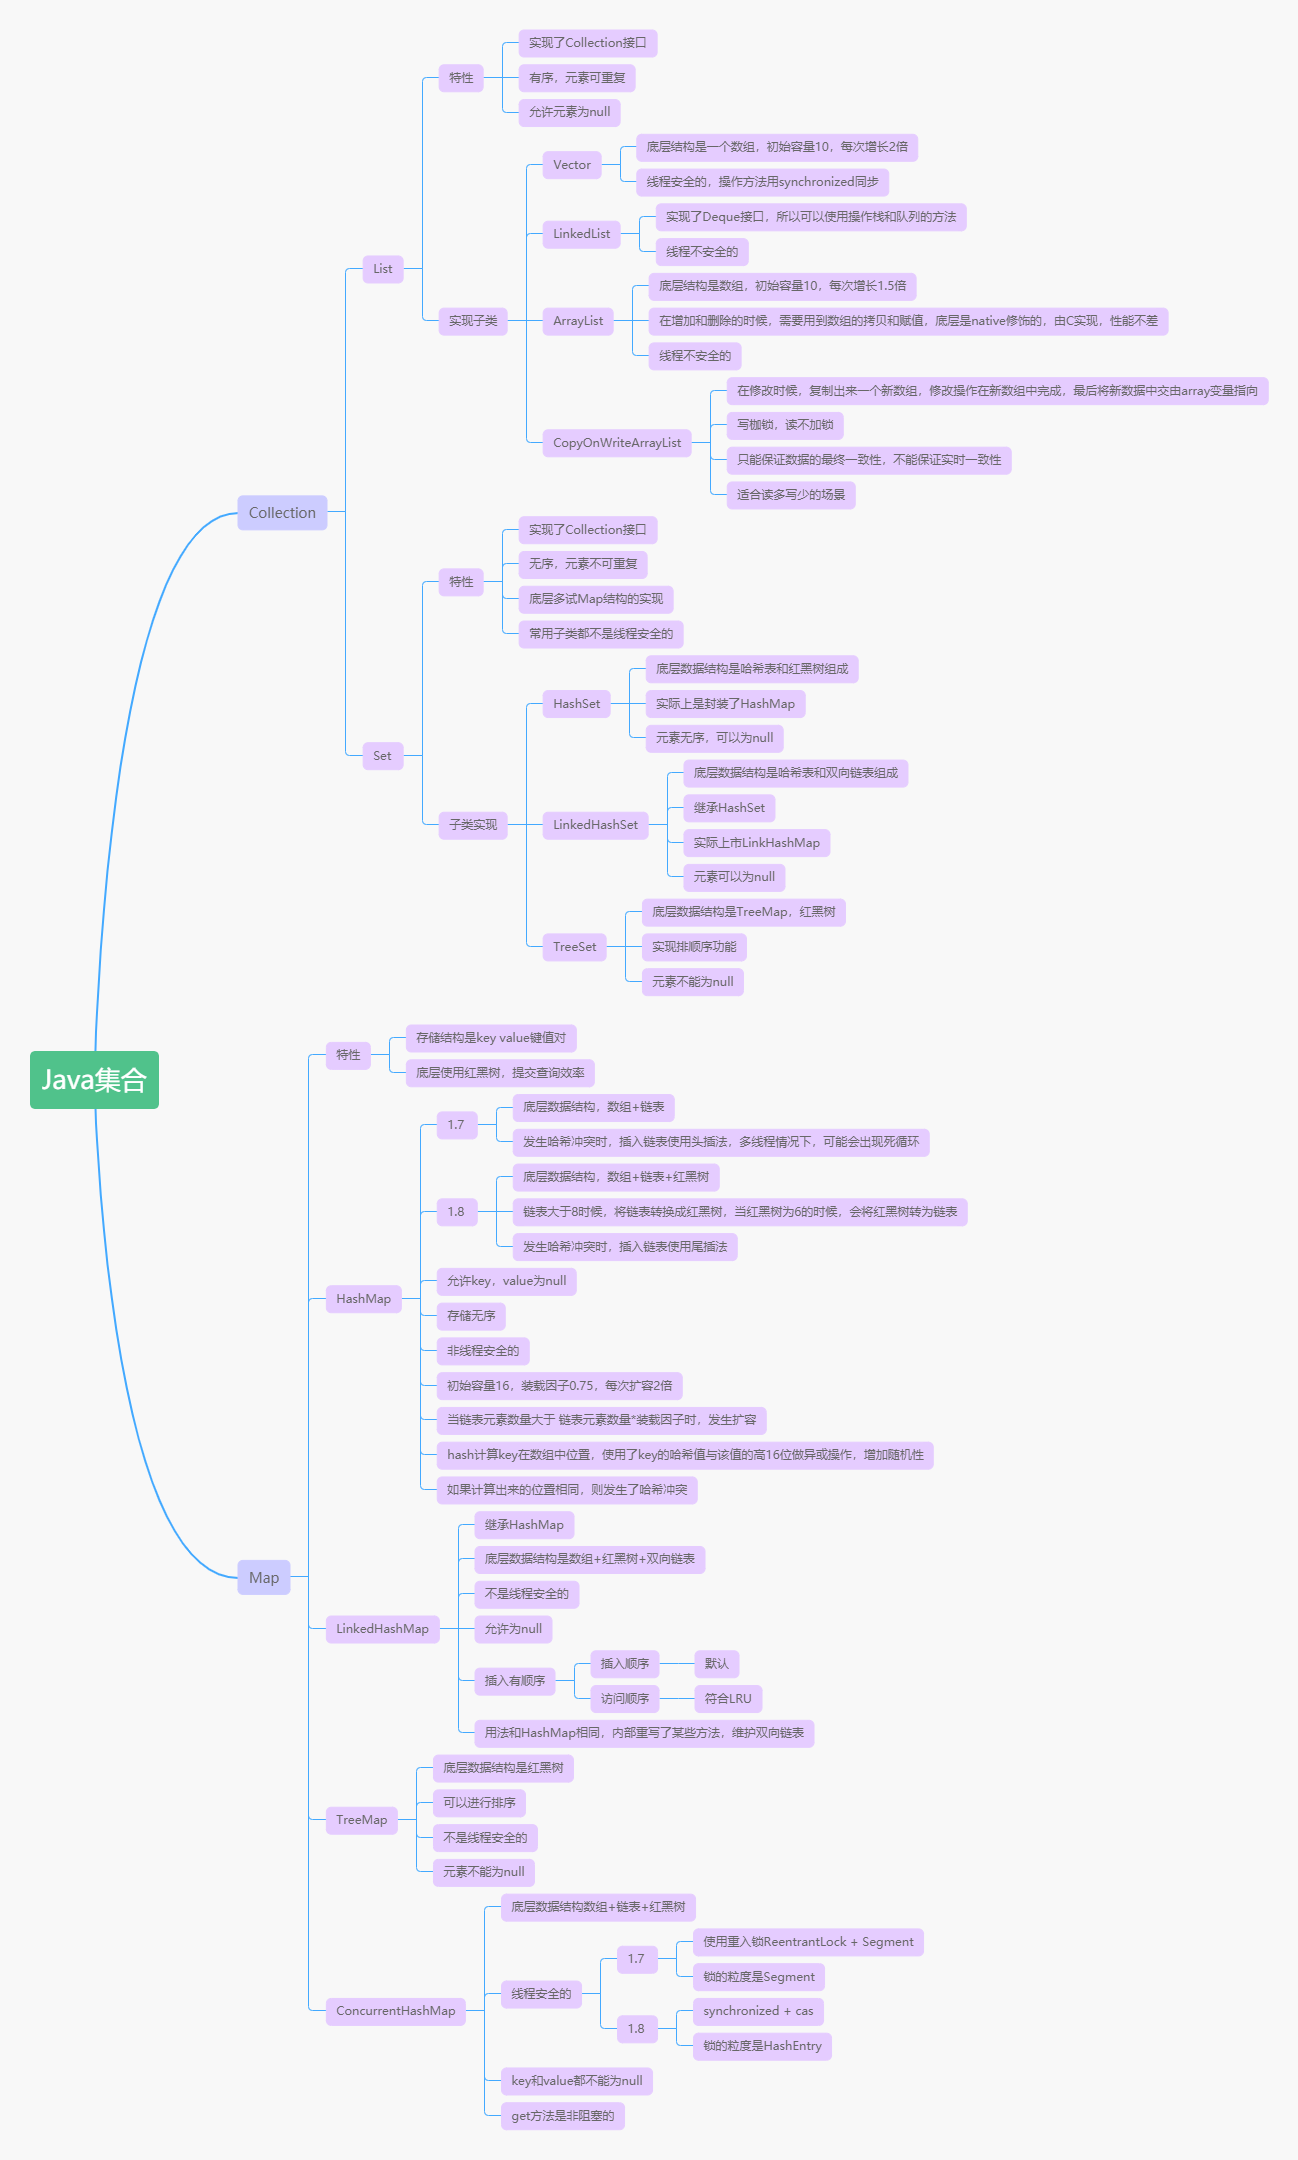 Java集合
Collection
List
特性
实现了Collection接口
有序，元素可重复
允许元素为null
实现子类
Vector
底层结构是一个数组，初始容量10，每次增长2倍
线程安全的，操作方法用synchronized同步
LinkedList
实现了Deque接口，所以可以使用操作栈和队列的方法
线程不安全的
ArrayList
底层结构是数组，初始容量10，每次增长1.5倍
在增加和删除的时候，需要用到数组的拷贝和赋值，底层是native修饰的，由C实现，性能不差
线程不安全的
CopyOnWriteArrayList
在修改时候，复制出来一个新数组，修改操作在新数组中完成，最后将新数据中交由array变量指向
写枷锁，读不加锁
只能保证数据的最终一致性，不能保证实时一致性
适合读多写少的场景
Set
特性
实现了Collection接口
无序，元素不可重复
底层多试Map结构的实现
常用子类都不是线程安全的
子类实现
HashSet
底层数据结构是哈希表和红黑树组成
实际上是封装了HashMap
元素无序，可以为null
LinkedHashSet
底层数据结构是哈希表和双向链表组成
继承HashSet
实际上市LinkHashMap
元素可以为null
TreeSet
底层数据结构是TreeMap，红黑树
实现排顺序功能
元素不能为null
Map
特性
存储结构是key value键值对
底层使用红黑树，提交查询效率
HashMap
1.7
底层数据结构，数组+链表
发生哈希冲突时，插入链表使用头插法，多线程情况下，可能会出现死循环
1.8
底层数据结构，数组+链表+红黑树
链表大于8时候，将链表转换成红黑树，当红黑树为6的时候，会将红黑树转为链表
发生哈希冲突时，插入链表使用尾插法
允许key，value为null
存储无序
非线程安全的
初始容量16，装载因子0.75，每次扩容2倍
当链表元素数量大于 链表元素数量*装载因子时，发生扩容
hash计算key在数组中位置，使用了key的哈希值与该值的高16位做异或操作，增加随机性
如果计算出来的位置相同，则发生了哈希冲突
LinkedHashMap
继承HashMap
底层数据结构是数组+红黑树+双向链表
不是线程安全的
允许为null
插入有顺序
插入顺序
默认
访问顺序
符合LRU
用法和HashMap相同，内部重写了某些方法，维护双向链表
TreeMap
底层数据结构是红黑树
可以进行排序
不是线程安全的
元素不能为null
ConcurrentHashMap
底层数据结构数组+链表+红黑树
线程安全的
1.7
使用重入锁ReentrantLock + Segment
锁的粒度是Segment
1.8
synchronized + cas
锁的粒度是HashEntry
key和value都不能为null
get方法是非阻塞的